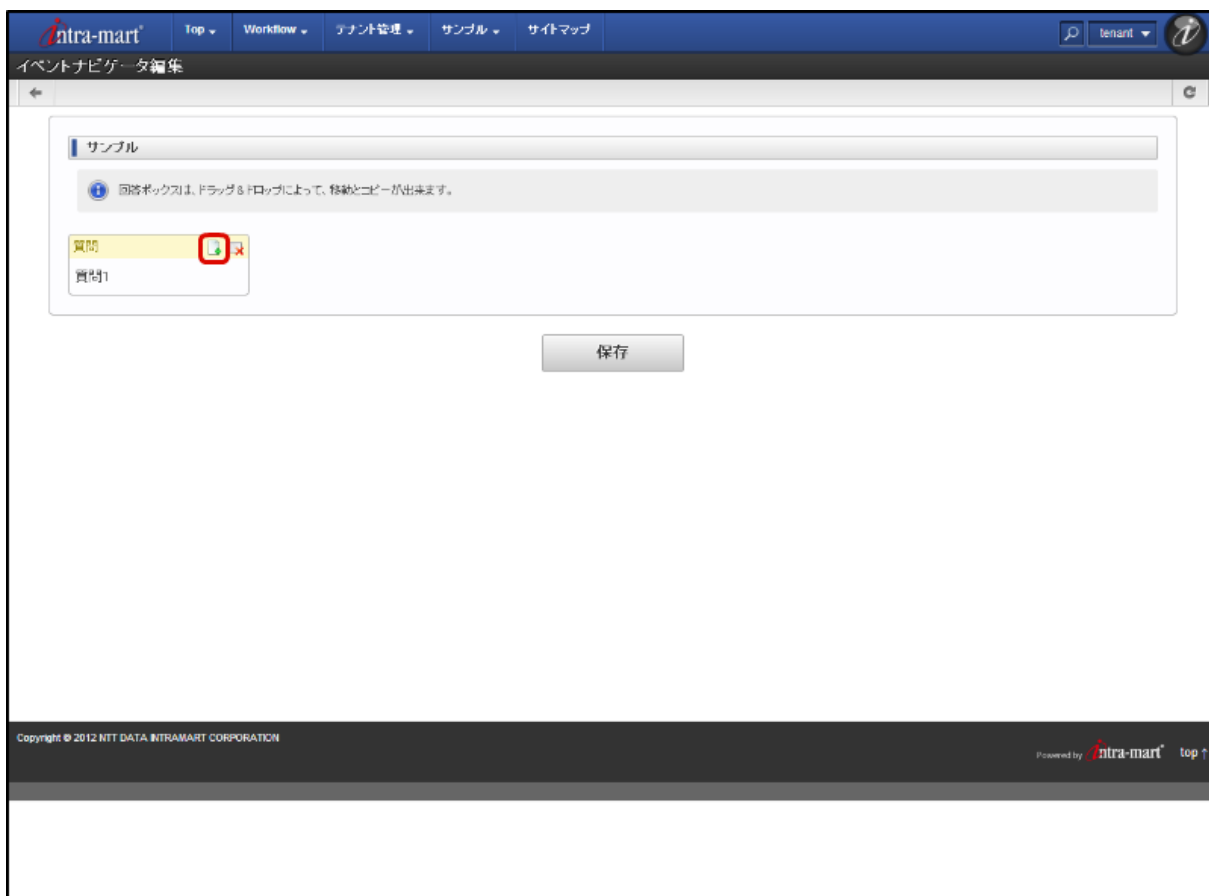 intra-mart Top Workflow テナント管理 サンプル サイトマップ tenant
イベントナビゲータ編集
サンプル
回答ボックスは、ドラッグ&ドロップによって、移動とコピーが出来ます。
質問
質問1
保存
Copyright © 2012 NTT DATA INTRAMART CORPORATION
Powered by intra-mart top ↑